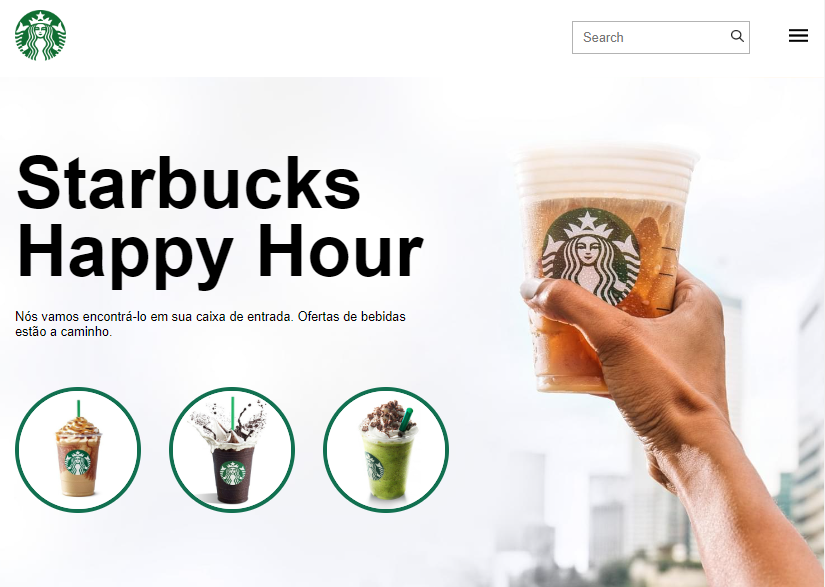 Search
Starbucks
Happy Hour
Nós vamos encontrá-lo em sua caixa de entrada. Ofertas de bebidas
estão a caminho.